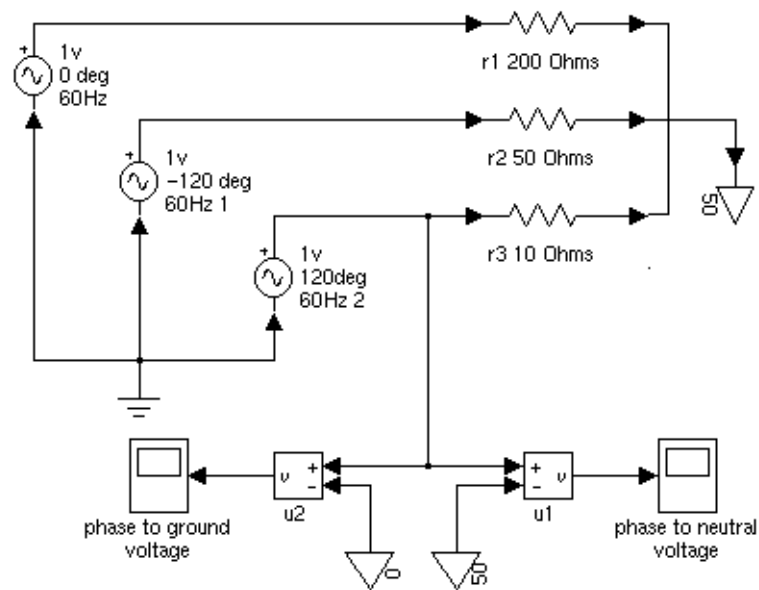 +
1v
0 deg
60Hz
r1 200 Ohms
+
1v
−120 deg
60Hz 1
r2 50 Ohms
50
+
1v
120deg
60Hz 2
r3 10 Ohms
v
+
−
u2
+
−
v
u1
phase to ground
voltage
phase to neutral
voltage
0
50